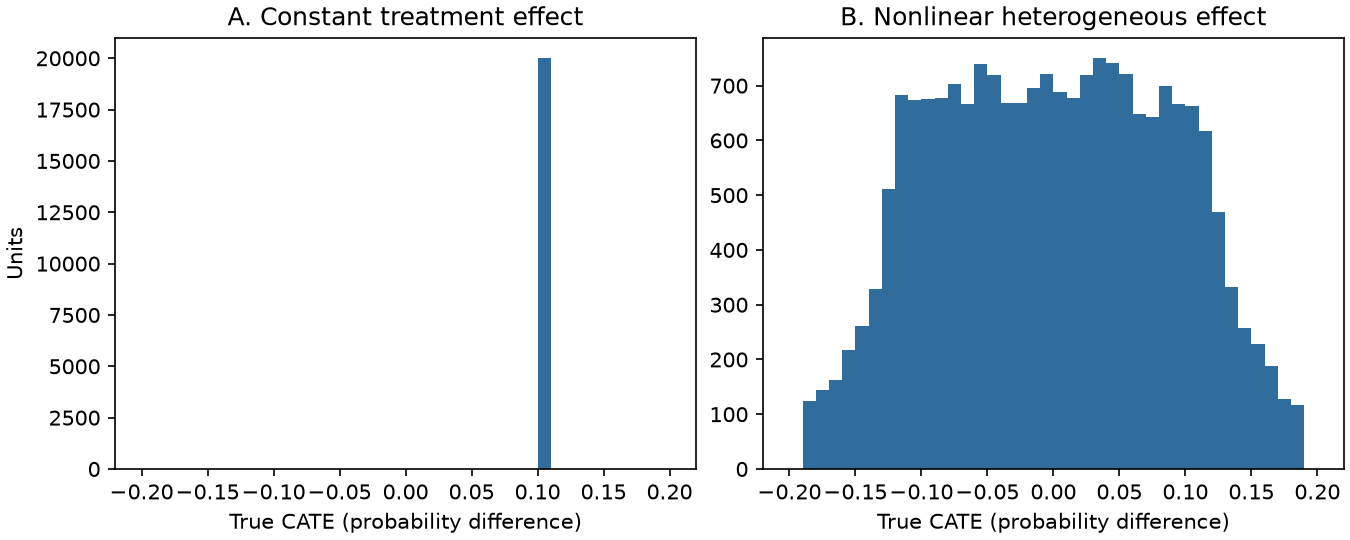 A. Constant treatment effect
20000
17500
15000
12500
10000
7500
5000
2500
0
Units
−0.20 −0.15 −0.10 −0.05 0.00 0.05 0.10 0.15 0.20
True CATE (probability difference)
B. Nonlinear heterogeneous effect
700
600
500
400
300
200
100
0
−0.20 −0.15 −0.10 −0.05 0.00 0.05 0.10 0.15 0.20
True CATE (probability difference)